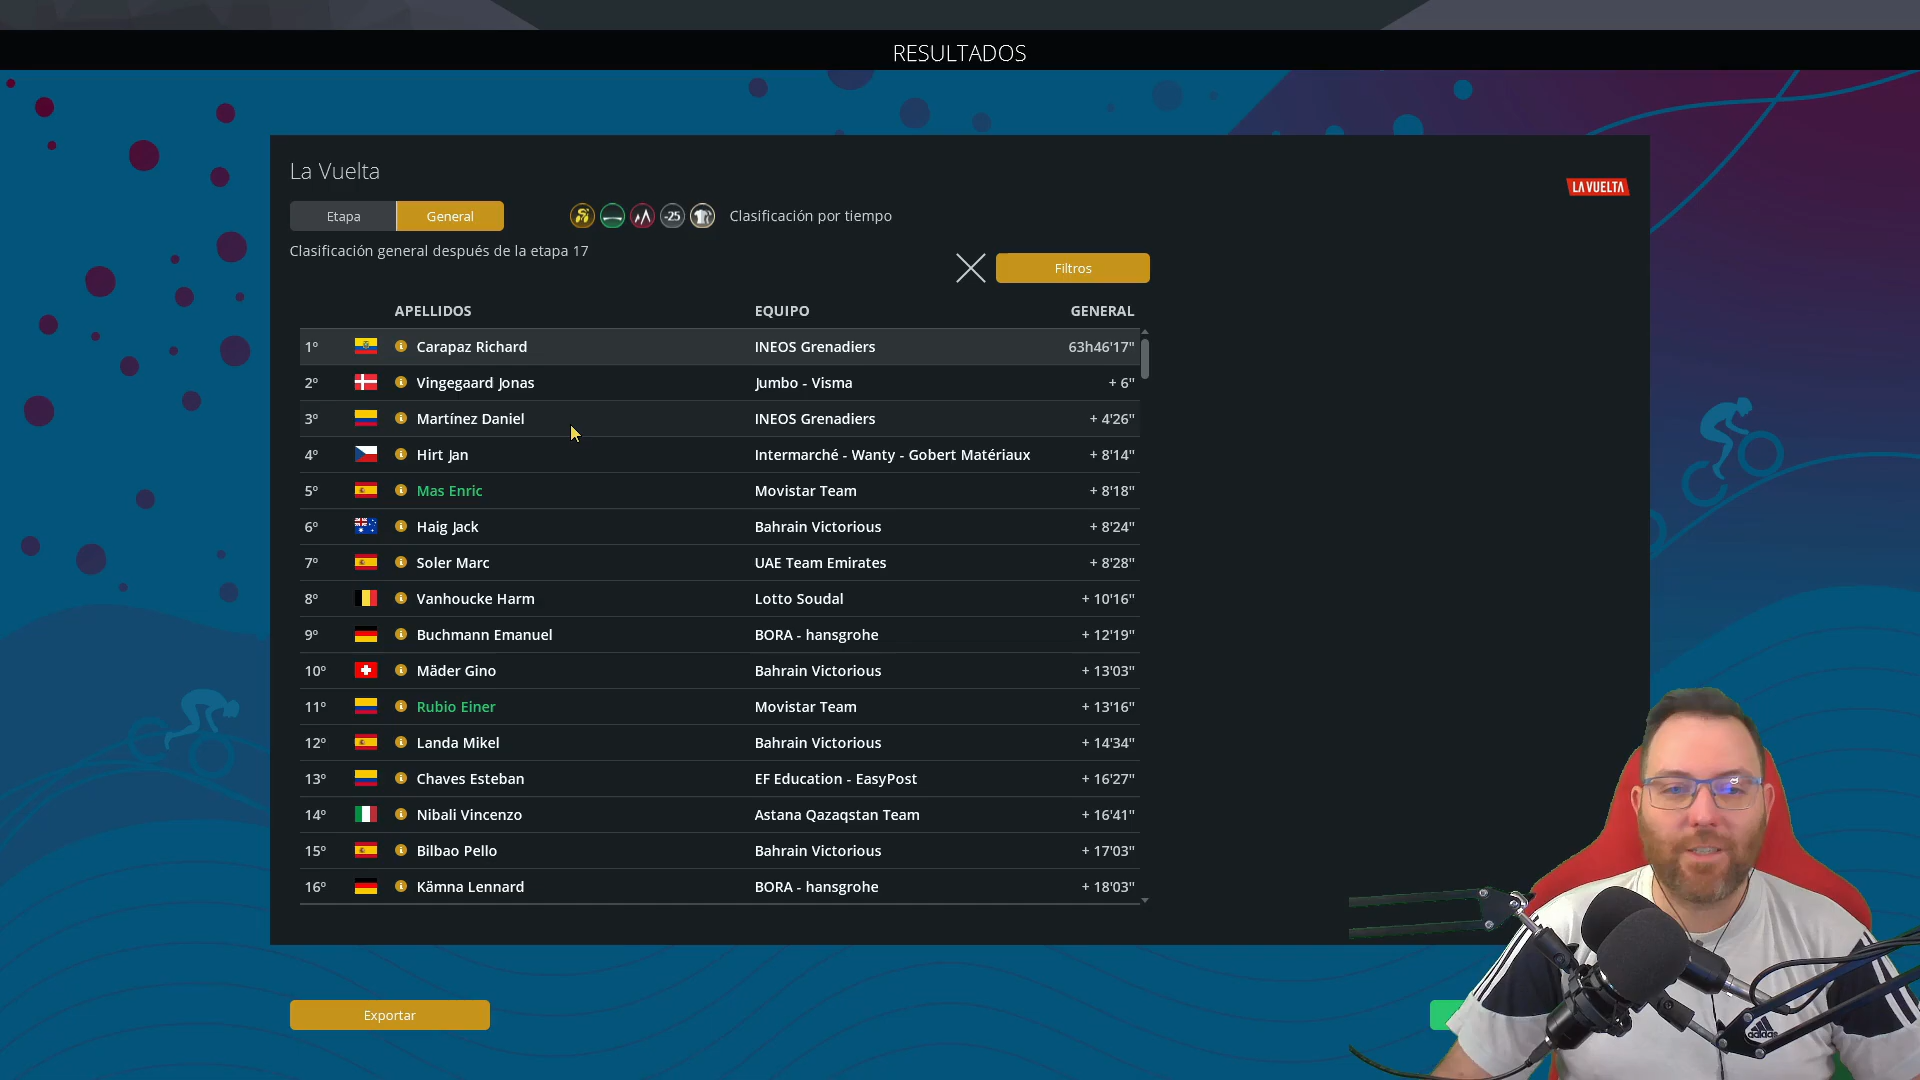 RESULTADOS
La Vuelta
LA VUELTA
Etapa General -25 Clasificación por tiempo
Clasificación general después de la etapa 17
Filtros
APELLIDOS EQUIPO GENERAL
1º Carapaz Richard INEOS Grenadiers 63h46'17"
2º Vingegaard Jonas Jumbo - Visma + 6"
3º Martínez Daniel INEOS Grenadiers + 4'26"
4º Hirt Jan Intermarché - Wanty - Gobert Matériaux + 8'14"
5º Mas Enric Movistar Team + 8'18"
6º Haig Jack Bahrain Victorious + 8'24"
7º Soler Marc UAE Team Emirates + 8'28"
8º Vanhoucke Harm Lotto Soudal + 10'16"
9º Buchmann Emanuel BORA - hansgrohe + 12'19"
10º Mäder Gino Bahrain Victorious + 13'03"
11º Rubio Einer Movistar Team + 13'16"
12º Landa Mikel Bahrain Victorious + 14'34"
13º Chaves Esteban EF Education - EasyPost + 16'27"
14º Nibali Vincenzo Astana Qazaqstan Team + 16'41"
15º Bilbao Pello Bahrain Victorious + 17'03"
16º Kämna Lennard BORA - hansgrohe + 18'03"
Exportar
adidas